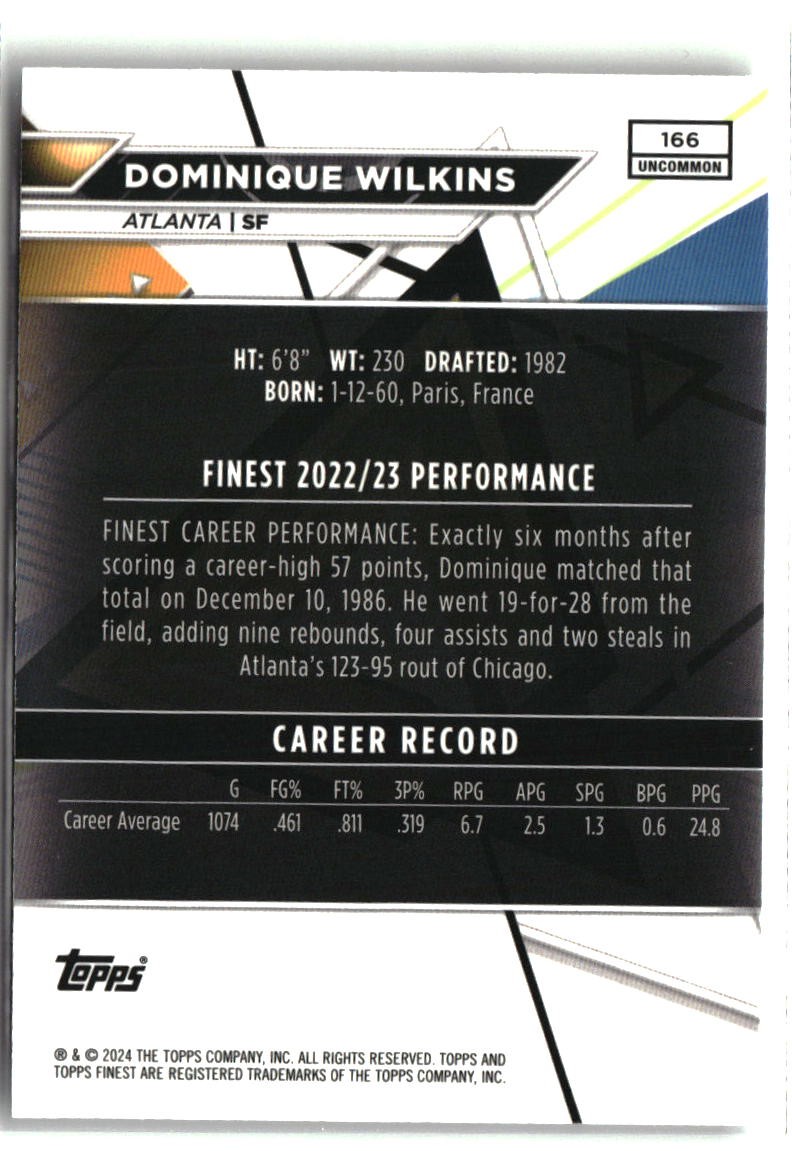 166
UNCOMMON
DOMINIQUE WILKINS
ATLANTA | SF
HT: 6'8" WT: 230 DRAFTED: 1982
BORN: 1-12-60, Paris, France
FINEST 2022/23 PERFORMANCE
FINEST CAREER PERFORMANCE: Exactly six months after
scoring a career-high 57 points, Dominique matched that
total on December 10, 1986. He went 19-for-28 from the
field, adding nine rebounds, four assists and two steals in
Atlanta's 123-95 rout of Chicago.
CAREER RECORD
G FG% FT% 3P% RPG APG SPG BPG PPG
Career Average 1074 .461 .811 .319 6.7 2.5 1.3 0.6 24.8
topps®
® & © 2024 THE TOPPS COMPANY, INC. ALL RIGHTS RESERVED. TOPPS AND
TOPPS FINEST ARE REGISTERED TRADEMARKS OF THE TOPPS COMPANY, INC.